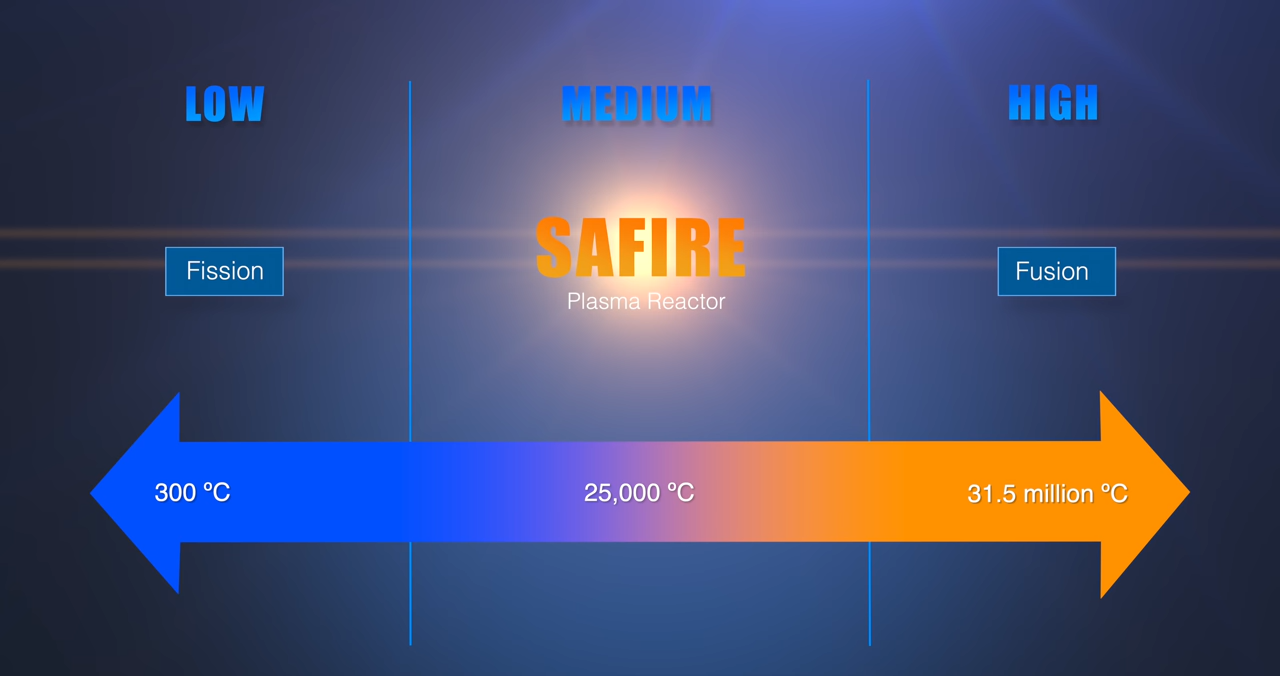 LOW
MEDIUM
HIGH
SAFIRE
Plasma Reactor
Fission
Fusion
300 ºC
25,000 ºC
31.5 million ºC